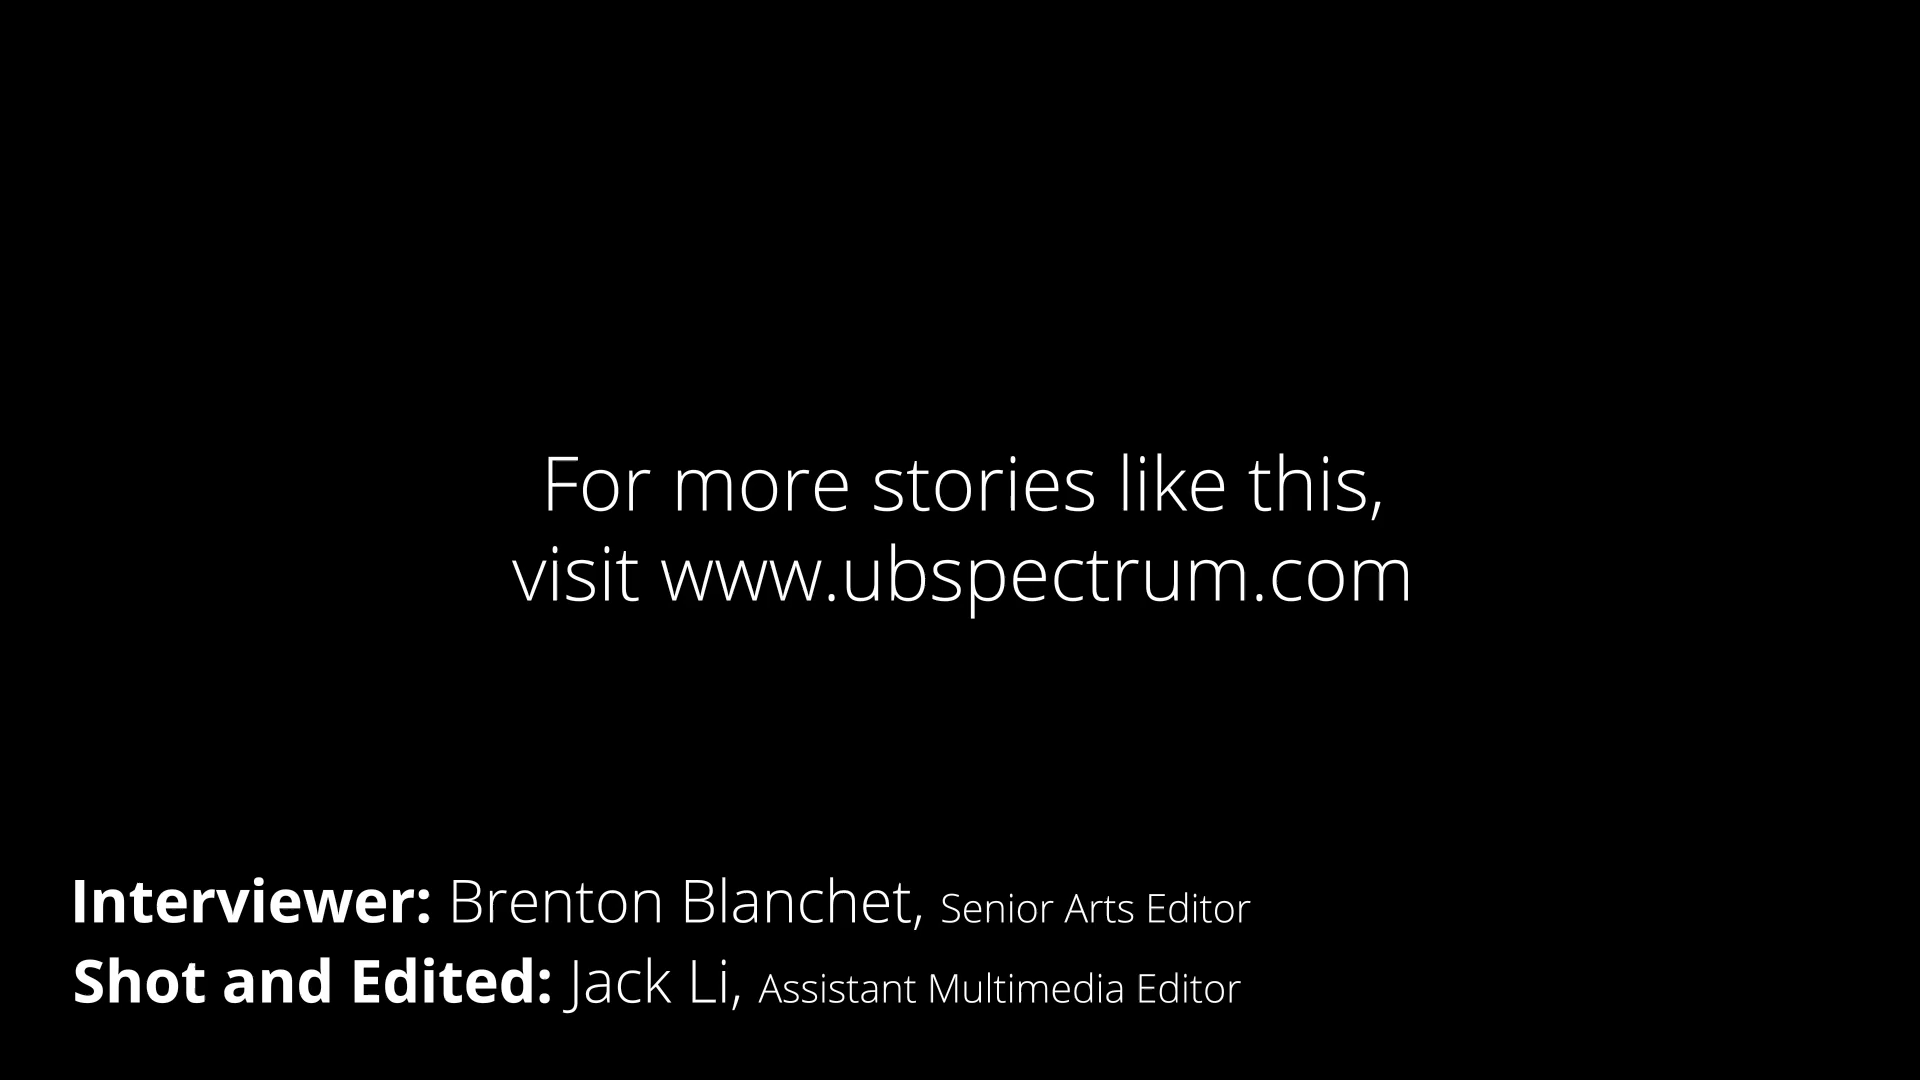 For more stories like this,
visit www.ubspectrum.com
Interviewer: Brenton Blanchet, Senior Arts Editor
Shot and Edited: Jack Li, Assistant Multimedia Editor